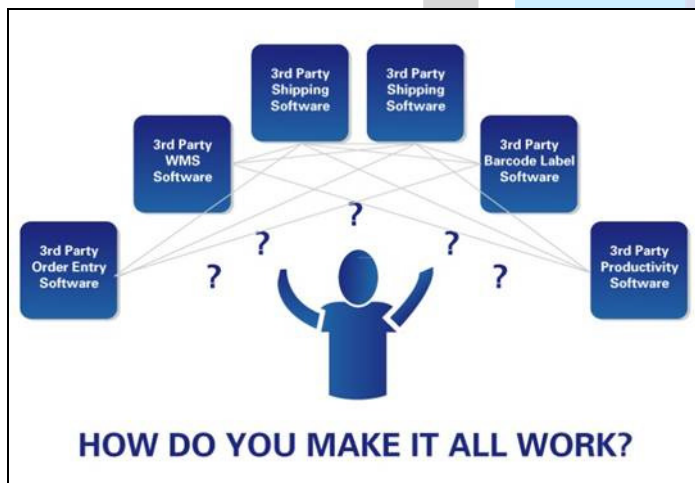 3rd Party
Shipping
Software
3rd Party
Shipping
Software
3rd Party
WMS
Software
3rd Party
Barcode Label
Software
3rd Party
Order Entry
Software
3rd Party
Productivity
Software
?
?
?
?
?
HOW DO YOU MAKE IT ALL WORK?